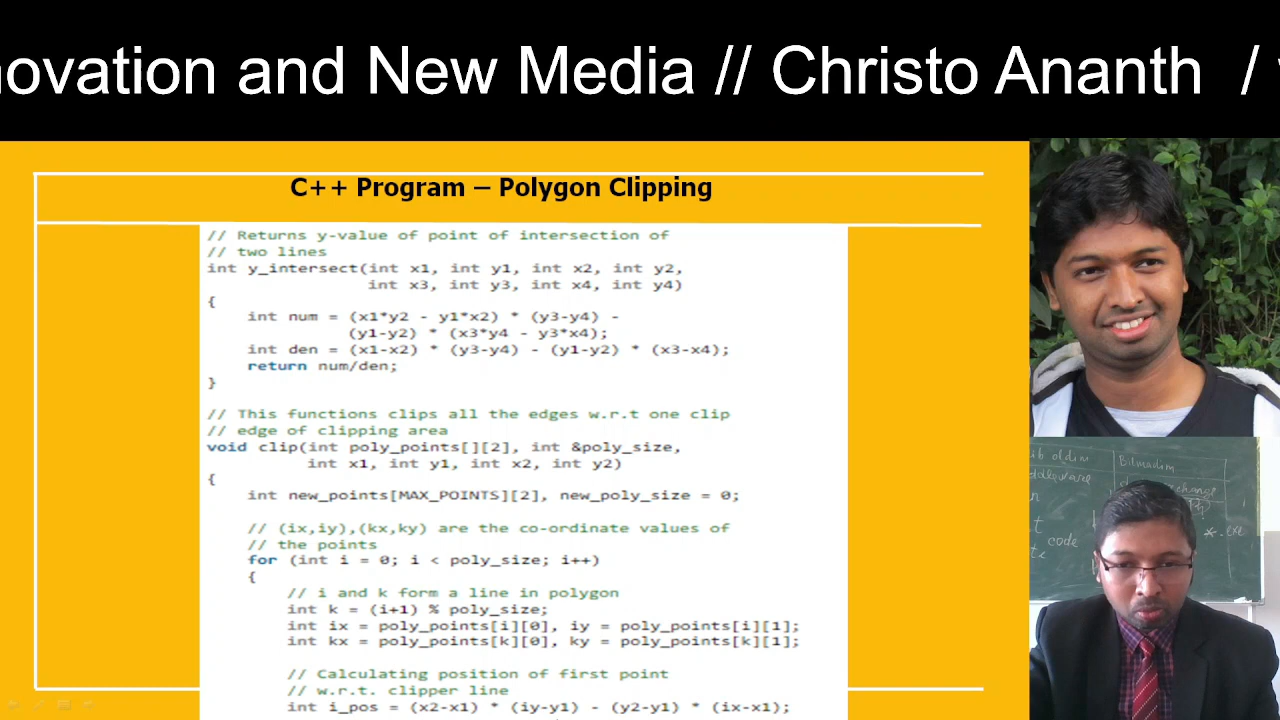 novation and New Media // Christo Ananth /
C++ Program – Polygon Clipping
// Returns y-value of point of intersection of
// two lines
int y_intersect(int x1, int y1, int x2, int y2,
int x3, int y3, int x4, int y4)
{
int num = (x1*y2 - y1*x2) * (y3-y4) -
(y1-y2) * (x3*y4 - y3*x4);
int den = (x1-x2) * (y3-y4) - (y1-y2) * (x3-x4);
return num/den;
}
// This functions clips all the edges w.r.t one clip
// edge of clipping area
void clip(int poly_points[][2], int &poly_size,
int x1, int y1, int x2, int y2)
{
int new_points[MAX_POINTS][2], new_poly_size = 0;
// (ix,iy),(kx,ky) are the co-ordinate values of
// the points
for (int i = 0; i < poly_size; i++)
{
// i and k form a line in polygon
int k = (i+1) % poly_size;
int ix = poly_points[i][0], iy = poly_points[i][1];
int kx = poly_points[k][0], ky = poly_points[k][1];
// Calculating position of first point
// w.r.t. clipper line
int i_pos = (x2-x1) * (iy-y1) - (y2-y1) * (ix-x1);
oldim
Bilmadim
code
*.exe